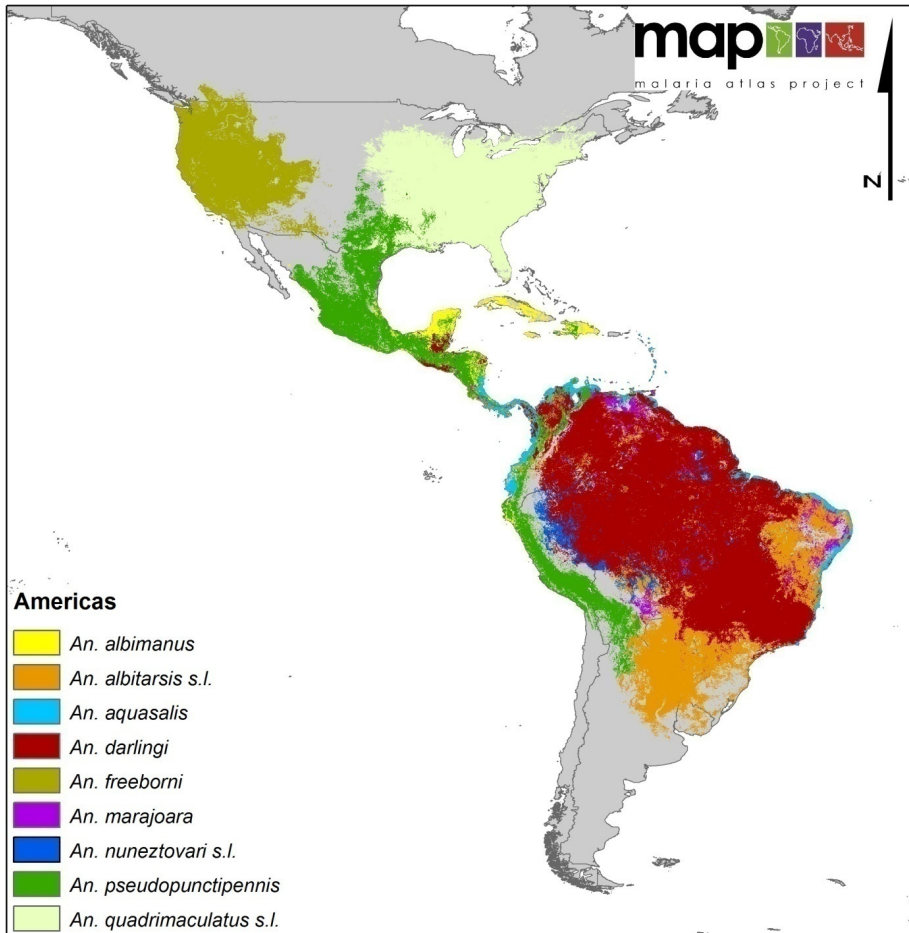 map
malaria atlas project
N
Americas
An. albimanus
An. albitarsis s.l.
An. aquasalis
An. darlingi
An. freeborni
An. marajoara
An. nuneztovari s.l.
An. pseudopunctipennis
An. quadrimaculatus s.l.